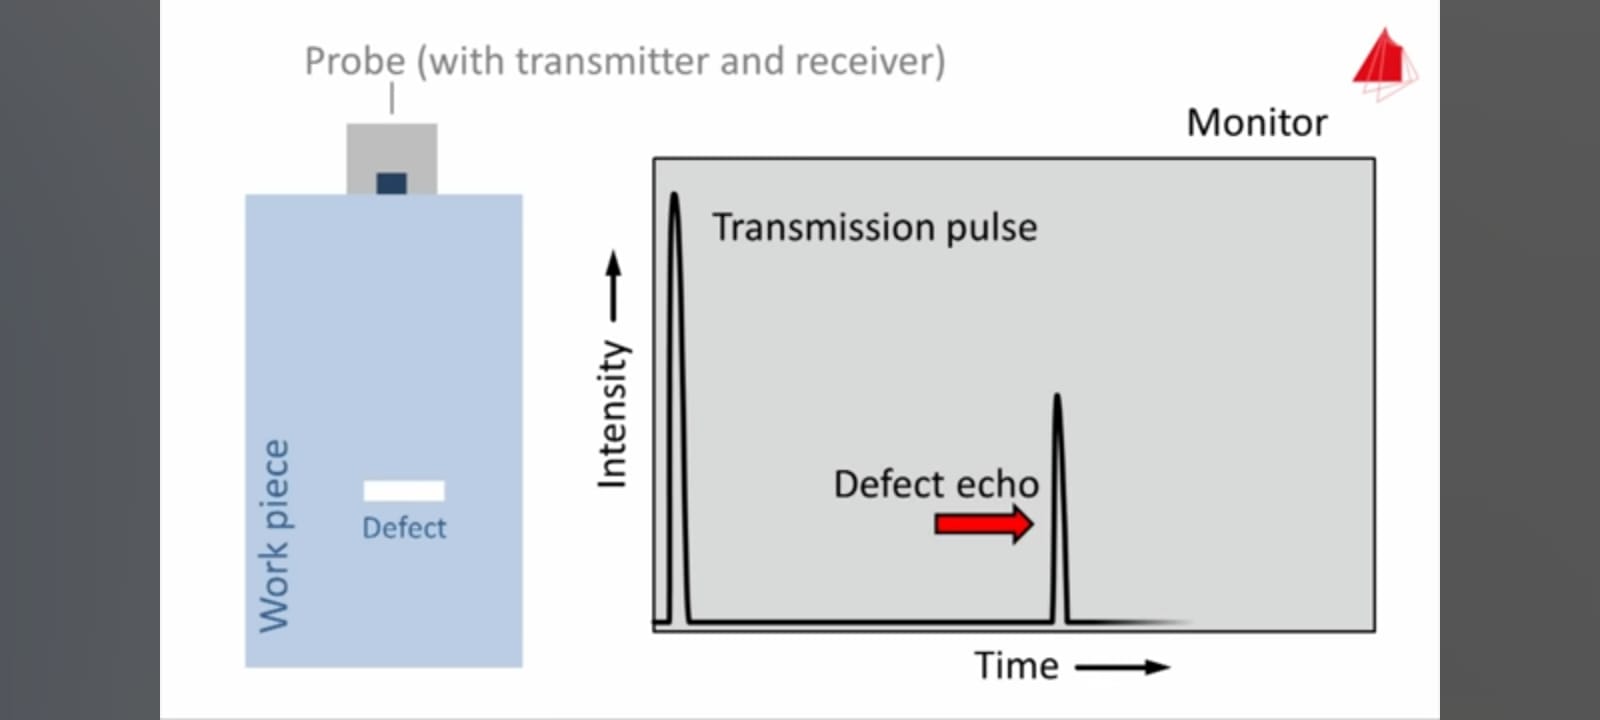 Probe (with transmitter and receiver)
Monitor
Transmission pulse
Intensity
Defect echo
Work piece
Defect
Time